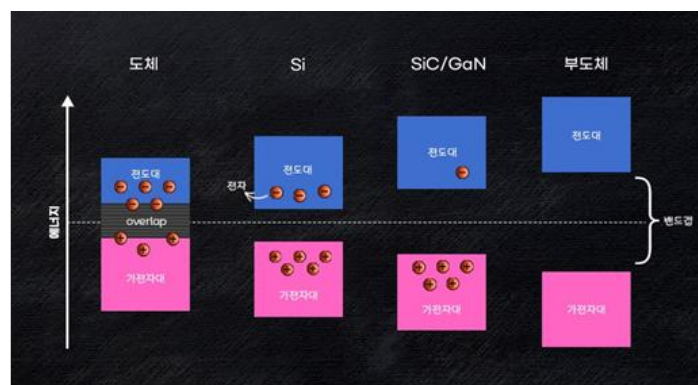 도체
Si
SiC/GaN
부도체
에너지
전도대
overlap
가전자대
전자
전도대
가전자대
전도대
가전자대
전도대
가전자대
밴드갭